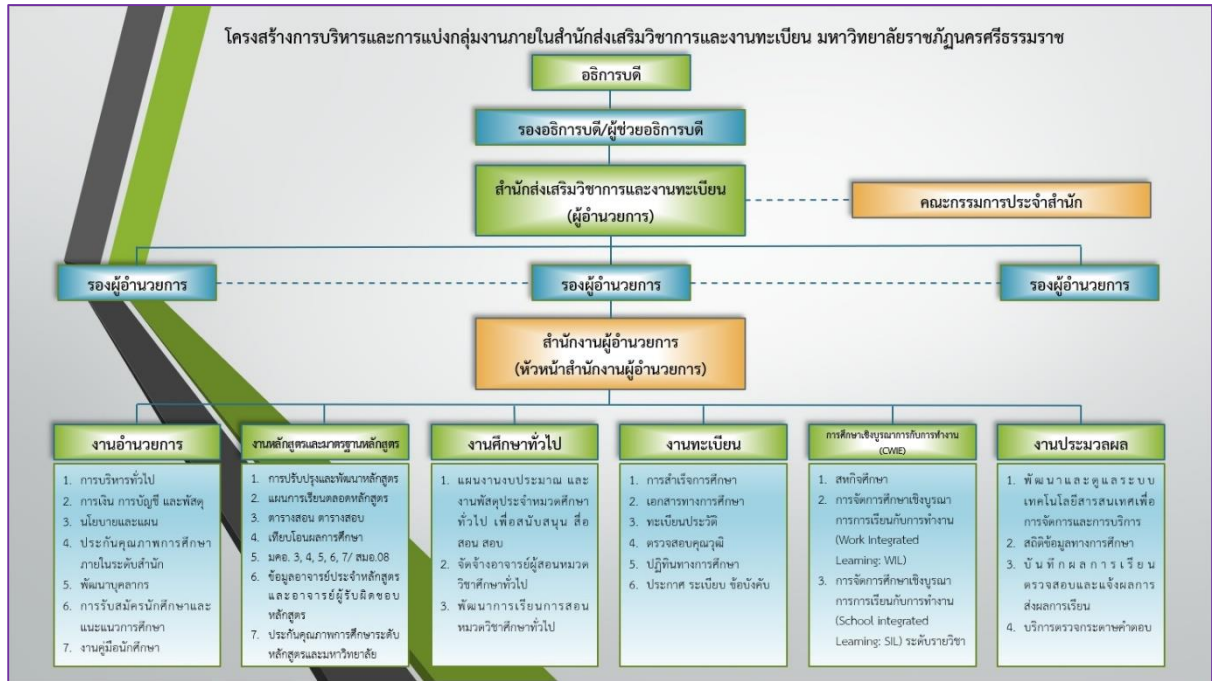 โครงสร้างการบริหารและการแบ่งกลุ่มงานภายในสำนักส่งเสริมวิชาการและงานทะเบียน มหาวิทยาลัยราชภัฏนครศรีธรรมราช
อธิการบดี
รองอธิการบดี/ผู้ช่วยอธิการบดี
สำนักส่งเสริมวิชาการและงานทะเบียน
(ผู้อำนวยการ)
คณะกรรมการประจำสำนัก
รองผู้อำนวยการ
รองผู้อำนวยการ
รองผู้อำนวยการ
สำนักงานผู้อำนวยการ
(หัวหน้าสำนักงานผู้อำนวยการ)
งานอำนวยการ
1. การบริหารทั่วไป
2. การเงิน การบัญชี และพัสดุ
3. นโยบายและแผน
4. ประกันคุณภาพการศึกษา
ภายในระดับสำนัก
5. พัฒนาบุคลากร
6. การรับสมัครนักศึกษาและ
แนะแนวการศึกษา
7. งานคู่มือนักศึกษา
งานหลักสูตรและมาตรฐานหลักสูตร
1. การปรับปรุงและพัฒนาหลักสูตร
2. แผนการเรียนตลอดหลักสูตร
3. ตารางสอน ตารางสอบ
4. เทียบโอนผลการศึกษา
5. มคอ. 3, 4, 5, 6, 7/ สมอ.08
6. ข้อมูลอาจารย์ประจำหลักสูตร
และอาจารย์ผู้รับผิดชอบ
หลักสูตร
7. ประกันคุณภาพการศึกษาระดับ
หลักสูตรและมหาวิทยาลัย
งานศึกษาทั่วไป
1. แผนงานงบประมาณ และ
งานพัสดุประจำหมวดศึกษา
ทั่วไป เพื่อสนับสนุน สื่อ
สอน สอบ
2. จัดจ้างอาจารย์ผู้สอนหมวด
วิชาศึกษาทั่วไป
3. พัฒนาการเรียนการสอน
หมวดวิชาศึกษาทั่วไป
งานทะเบียน
1. การสำเร็จการศึกษา
2. เอกสารทางการศึกษา
3. ทะเบียนประวัติ
4. ตรวจสอบคุณวุฒิ
5. ปฏิทินทางการศึกษา
6. ประกาศ ระเบียบ ข้อบังคับ
การศึกษาเชิงบูรณาการกับการทำงาน
(CWIE)
1. สหกิจศึกษา
2. การจัดการศึกษาเชิงบูรณา
การการเรียนกับการทำงาน
(Work Integrated
Learning: WIL)
3. การจัดการศึกษาเชิงบูรณา
การการเรียนกับการทำงาน
(School integrated
Learning: SIL) ระดับรายวิชา
งานประมวลผล
1. พัฒนาและดูแลระบบ
เทคโนโลยีสารสนเทศเพื่อ
การจัดการและการบริการ
2. สถิติข้อมูลทางการศึกษา
3. บันทึกผลการเรียน
ตรวจสอบและแจ้งผลการ
ส่งผลการเรียน
4. บริการตรวจกระดาษคำตอบ